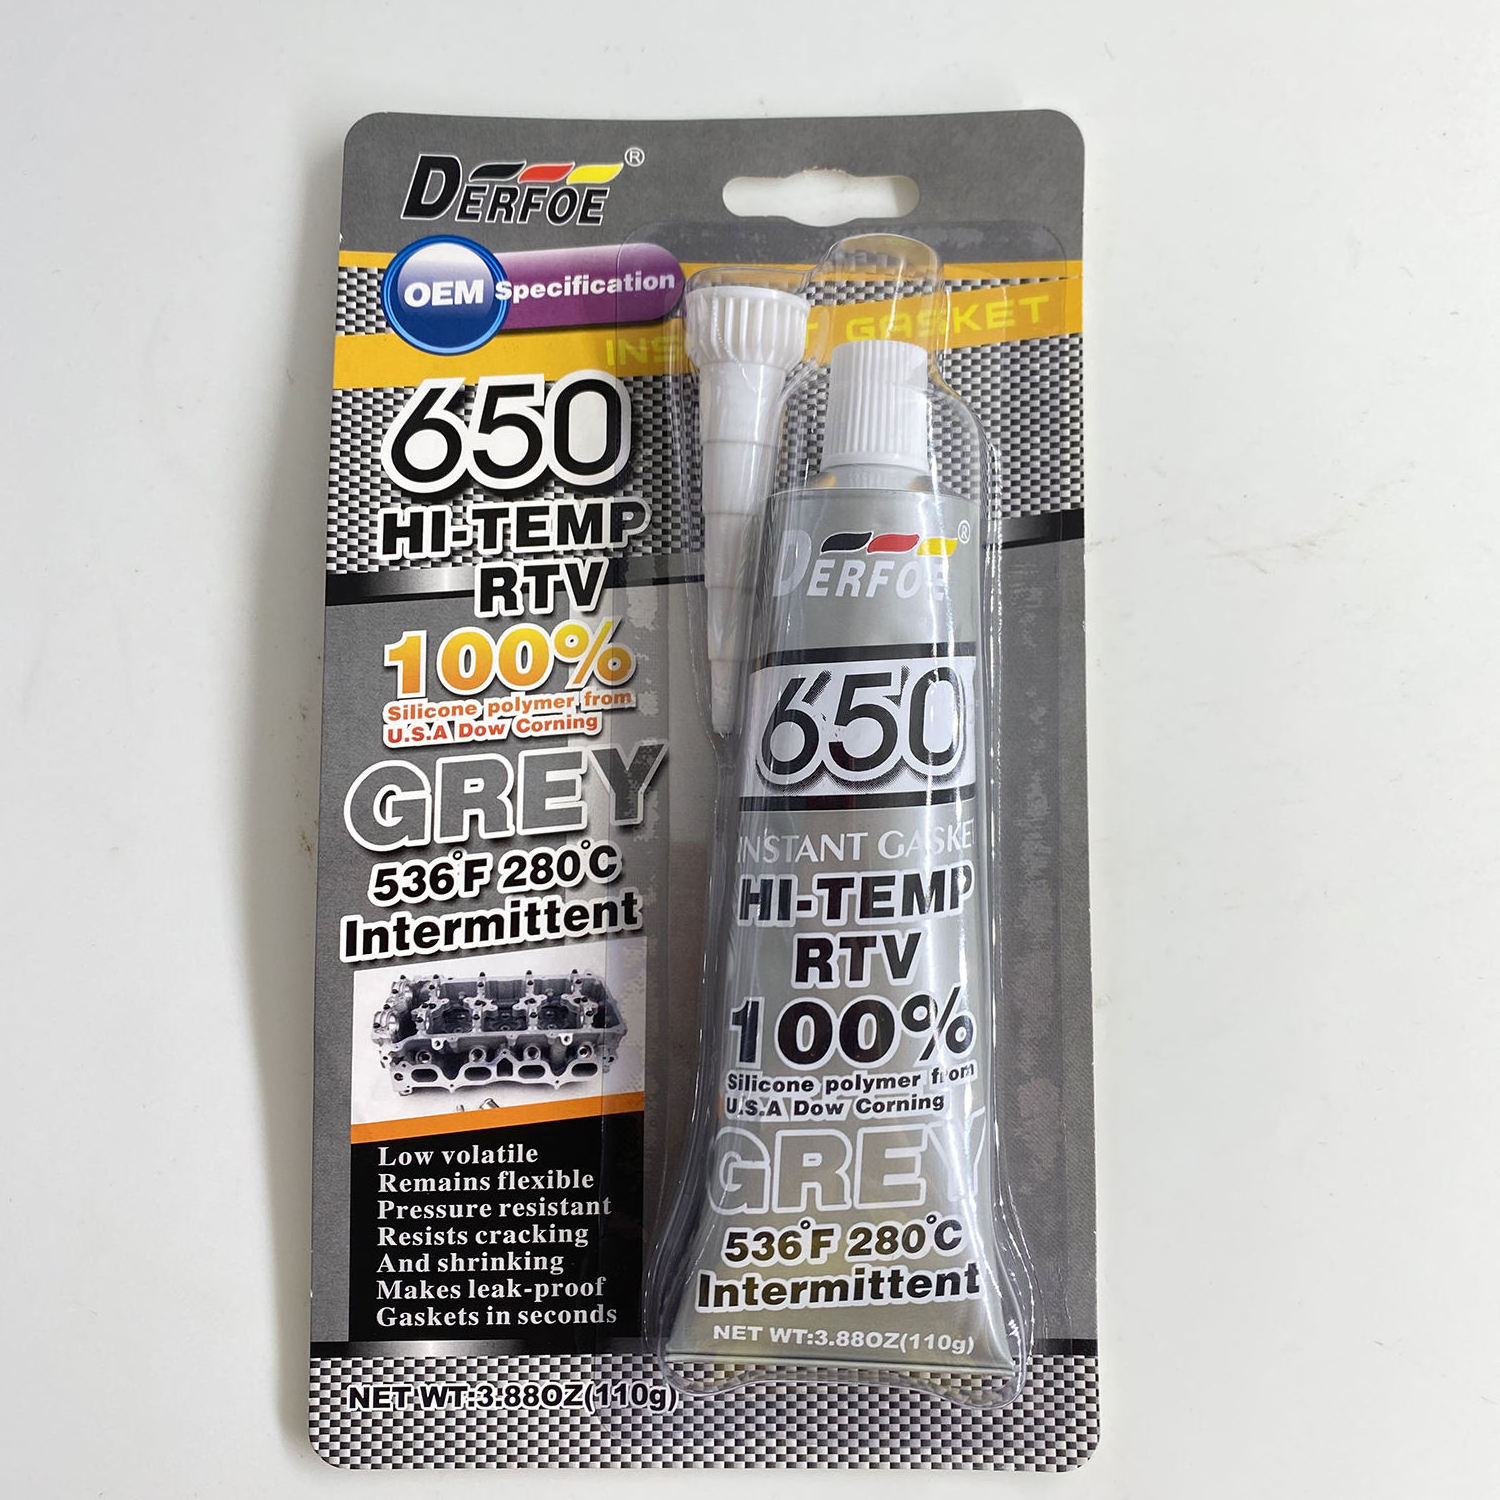 DERFOE®
OEM Specification
INSTANT GASKET
650
HI-TEMP
RTV
100%
Silicone polymer from
U.S.A Dow Corning
GREY
536°F 280°C
Intermittent
Low volatile
Remains flexible
Pressure resistant
Resists cracking
And shrinking
Makes leak-proof
Gaskets in seconds
NET WT:3.88OZ(110g)
DERFOE®
650
INSTANT GASKE
HI-TEMP
RTV
100%
Silicone polymer from
U.S.A Dow Corning
GREY
536°F 280°C
Intermittent
NET WT:3.88OZ(110g)